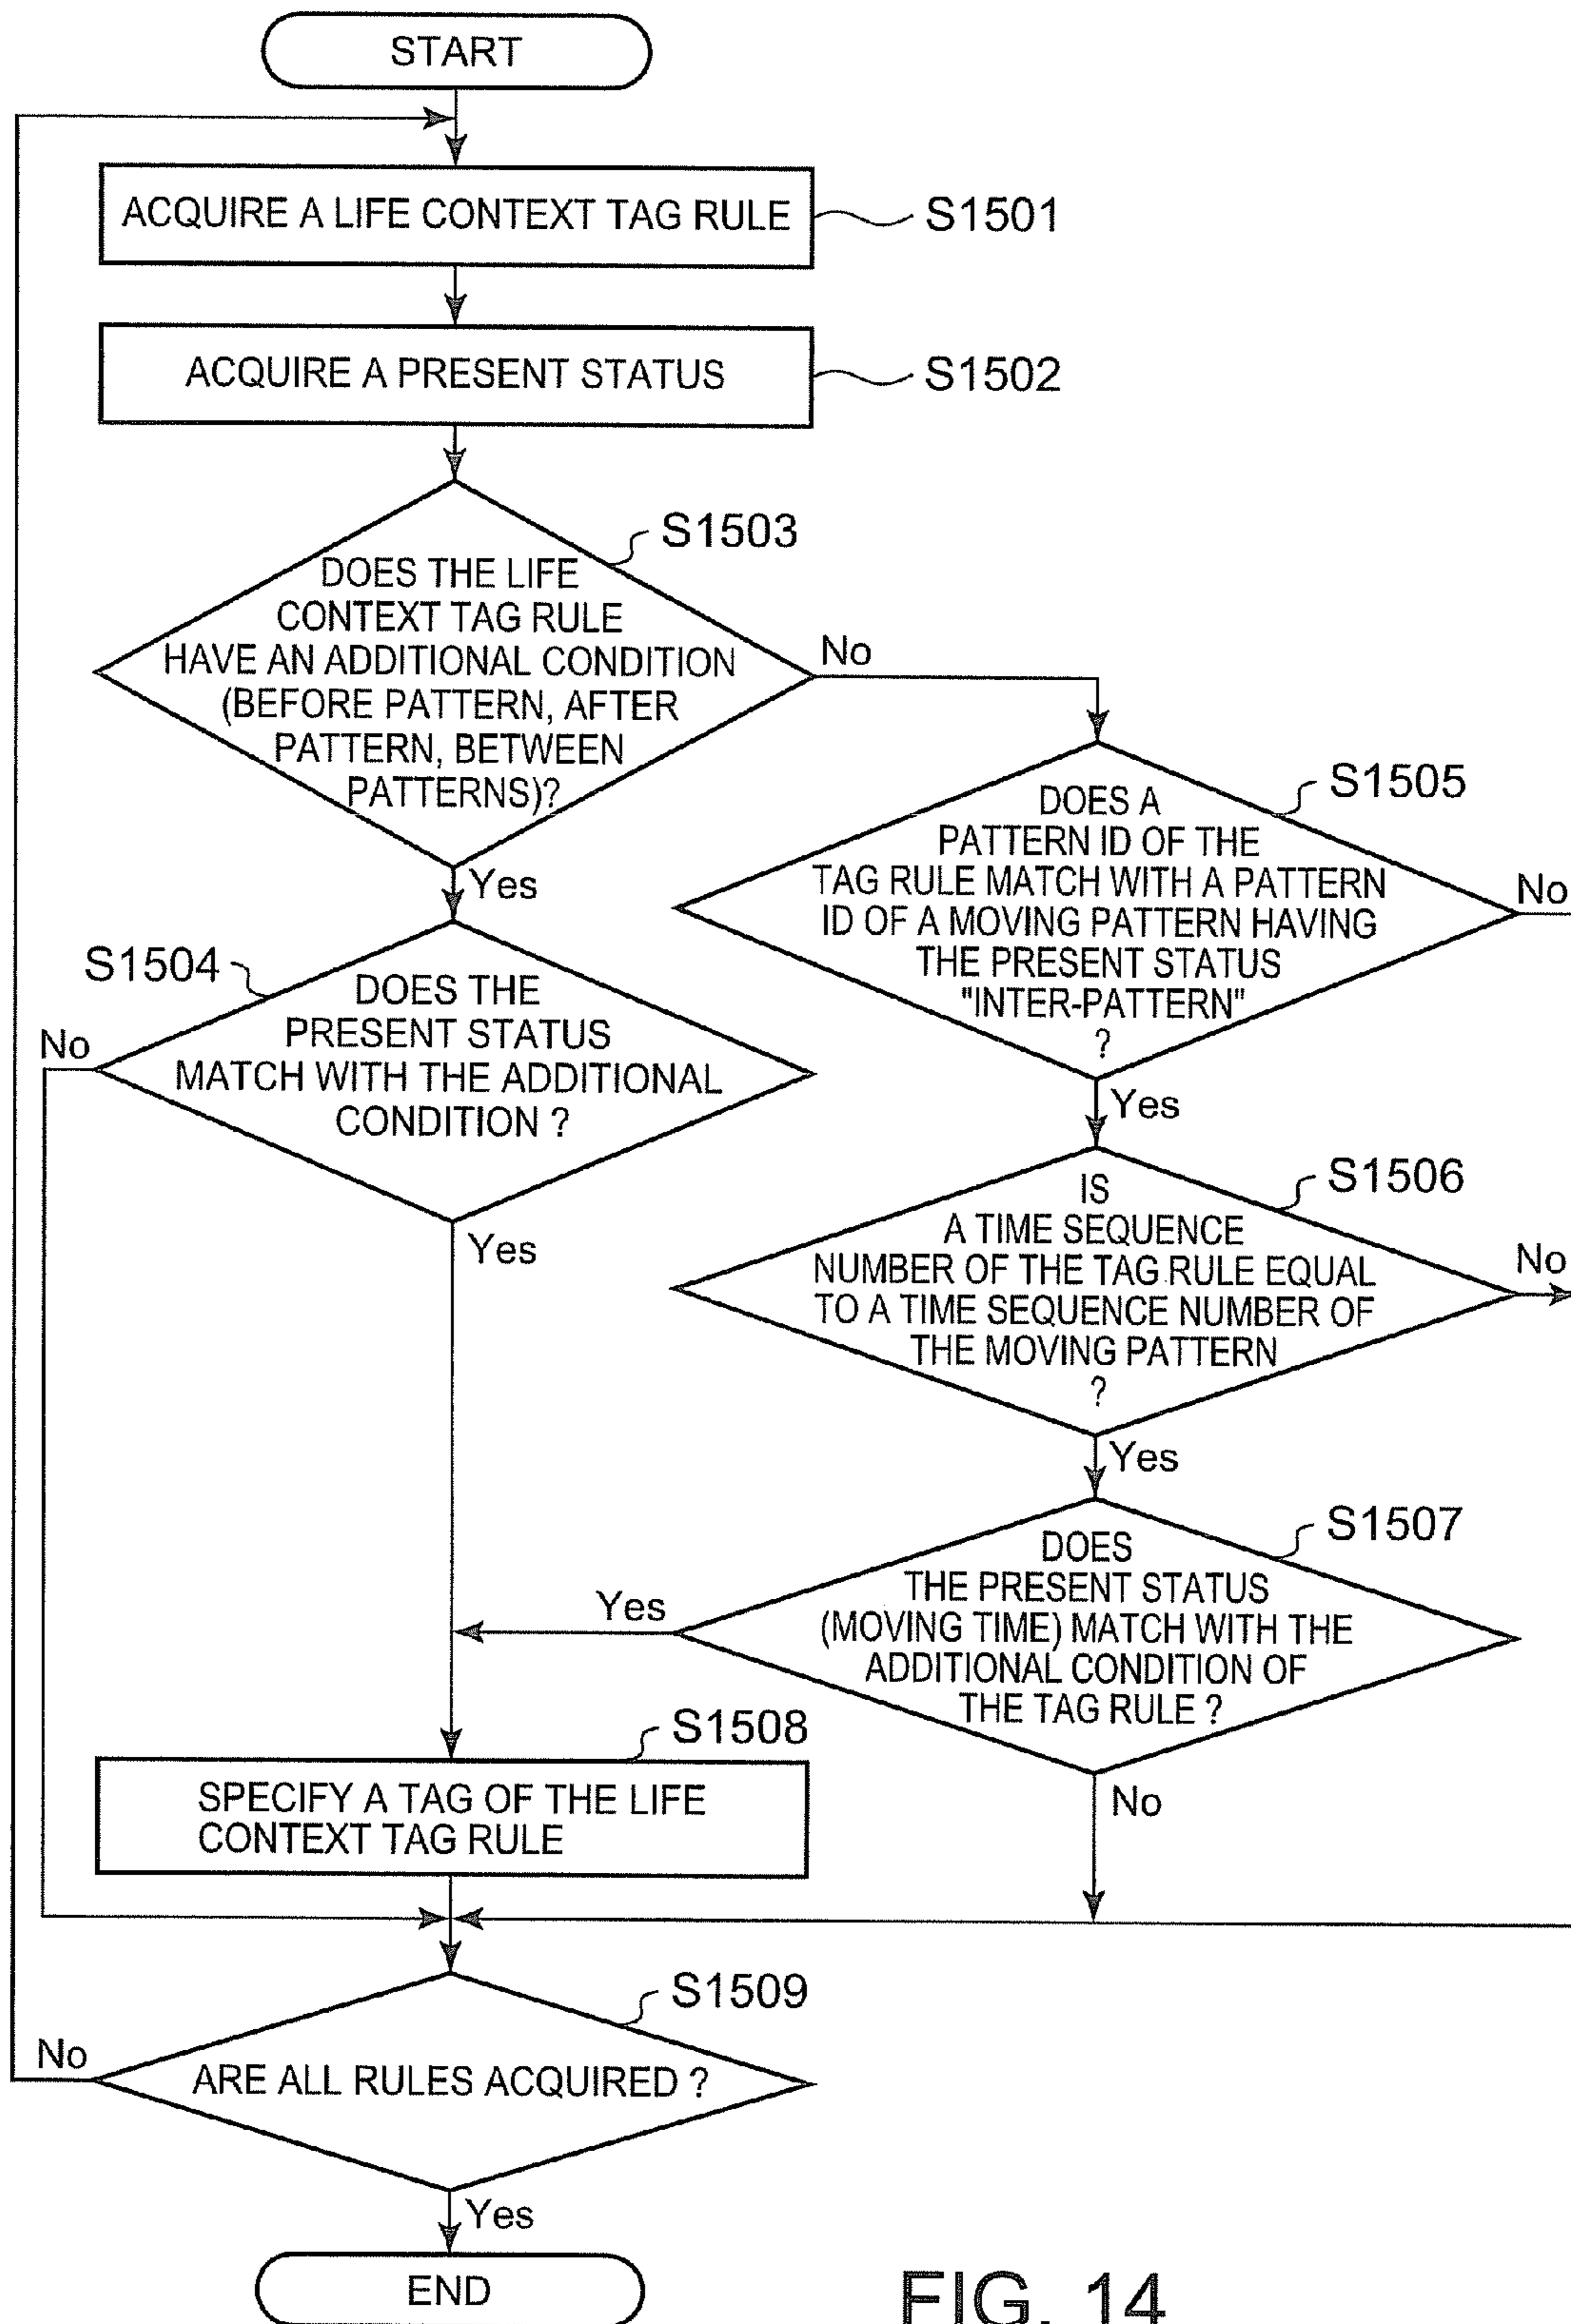 START
ACQUIRE A LIFE CONTEXT TAG RULE
S1501
ACQUIRE A PRESENT STATUS
S1502
S1503
DOES THE LIFE
CONTEXT TAG RULE
HAVE AN ADDITIONAL CONDITION
(BEFORE PATTERN, AFTER
PATTERN, BETWEEN
PATTERNS)?
No
Yes
S1504
DOES THE
PRESENT STATUS
MATCH WITH THE ADDITIONAL
CONDITION ?
No
Yes
S1505
DOES A
PATTERN ID OF THE
TAG RULE MATCH WITH A PATTERN
ID OF A MOVING PATTERN HAVING
THE PRESENT STATUS
"INTER-PATTERN"
?
No
Yes
S1506
IS
A TIME SEQUENCE
NUMBER OF THE TAG RULE EQUAL
TO A TIME SEQUENCE NUMBER OF
THE MOVING PATTERN
?
No
Yes
S1507
DOES
THE PRESENT STATUS
(MOVING TIME) MATCH WITH THE
ADDITIONAL CONDITION OF
THE TAG RULE ?
Yes
No
S1508
SPECIFY A TAG OF THE LIFE
CONTEXT TAG RULE
S1509
ARE ALL RULES ACQUIRED ?
No
Yes
END
FIG. 14